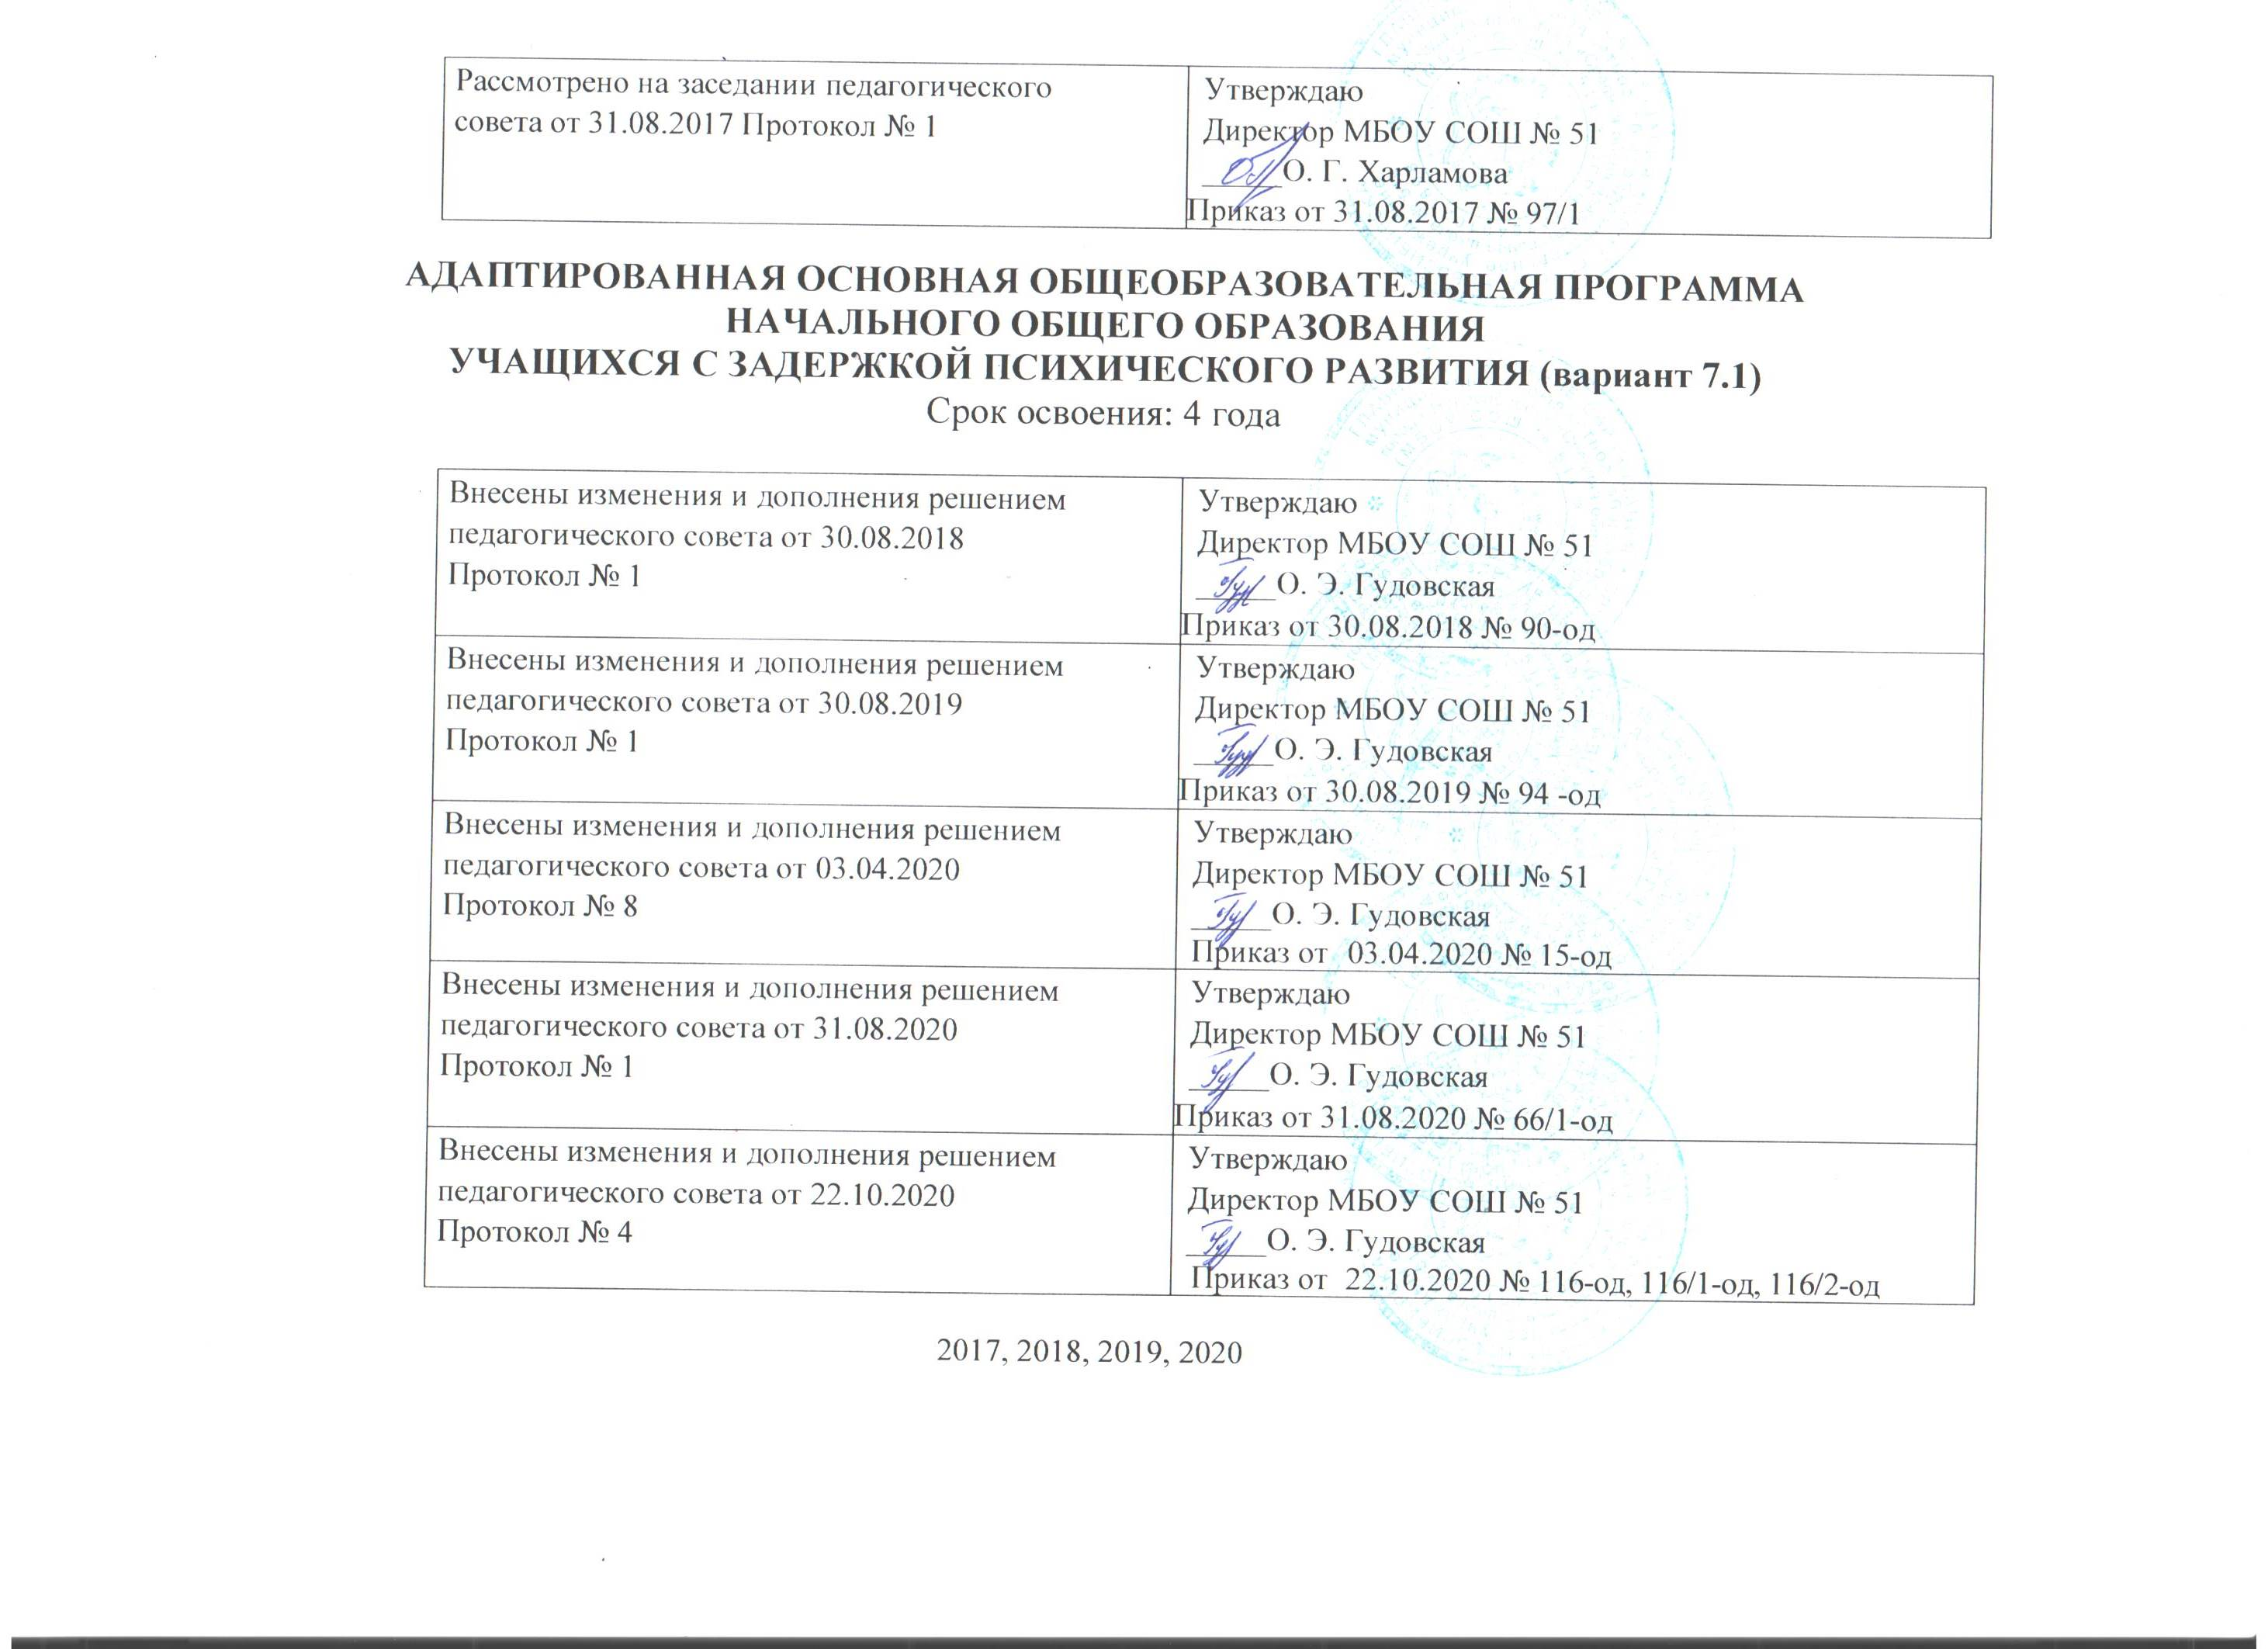 Рассмотрено на заседании педагогического
совета от 31.08.2017 Протокол № 1
Утверждаю
Директор МБОУ СОШ № 51
О. Г. Харламова
Приказ от 31.08.2017 № 97/1
АДАПТИРОВАННАЯ ОСНОВНАЯ ОБЩЕОБРАЗОВАТЕЛЬНАЯ ПРОГРАММА
НАЧАЛЬНОГО ОБЩЕГО ОБРАЗОВАНИЯ
УЧАЩИХСЯ С ЗАДЕРЖКОЙ ПСИХИЧЕСКОГО РАЗВИТИЯ (вариант 7.1)
Срок освоения: 4 года
Внесены изменения и дополнения решением
педагогического совета от 30.08.2018
Протокол № 1
Утверждаю
Директор МБОУ СОШ № 51
О. Э. Гудовская
Приказ от 30.08.2018 № 90-од
Внесены изменения и дополнения решением
педагогического совета от 30.08.2019
Протокол № 1
Утверждаю
Директор МБОУ СОШ № 51
О. Э. Гудовская
Приказ от 30.08.2019 № 94 -од
Внесены изменения и дополнения решением
педагогического совета от 03.04.2020
Протокол № 8
Утверждаю
Директор МБОУ СОШ № 51
О. Э. Гудовская
Приказ от 03.04.2020 № 15-од
Внесены изменения и дополнения решением
педагогического совета от 31.08.2020
Протокол № 1
Утверждаю
Директор МБОУ СОШ № 51
О. Э. Гудовская
Приказ от 31.08.2020 № 66/1-од
Внесены изменения и дополнения решением
педагогического совета от 22.10.2020
Протокол № 4
Утверждаю
Директор МБОУ СОШ № 51
О. Э. Гудовская
Приказ от 22.10.2020 № 116-од, 116/1-од, 116/2-од
2017, 2018, 2019, 2020